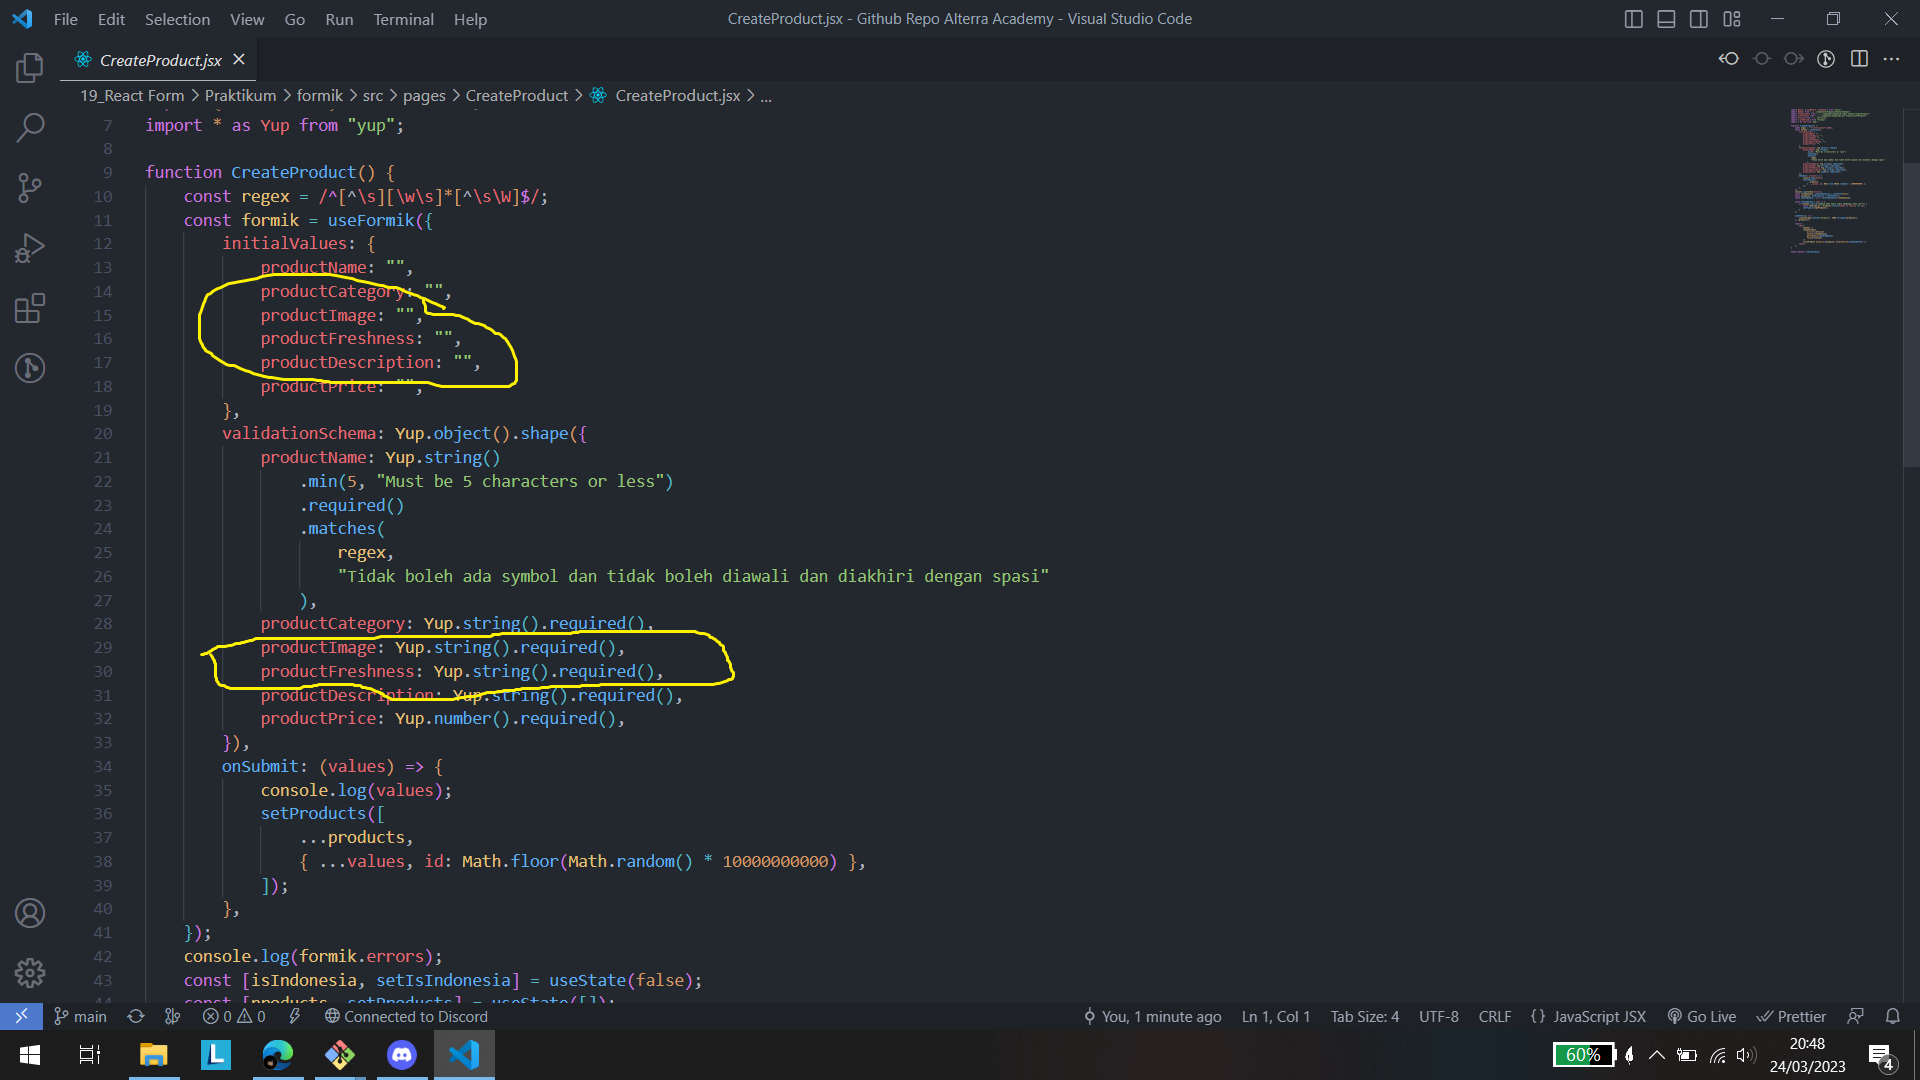 File Edit Selection View Go Run Terminal Help
CreateProduct.jsx - Github Repo Alterra Academy - Visual Studio Code
CreateProduct.jsx
19_React Form > Praktikum > formik > src > pages > CreateProduct > CreateProduct.jsx > ...
7 import * as Yup from "yup";
8
9 function CreateProduct() {
10 const regex = /^[^\s][\w\s]*[^\s\W]$/;
11 const formik = useFormik({
12 initialValues: {
13 productName: "",
14 productCategory: "",
15 productImage: "",
16 productFreshness: "",
17 productDescription: "",
18 productPrice: "",
19 },
20 validationSchema: Yup.object().shape({
21 productName: Yup.string()
22 .min(5, "Must be 5 characters or less")
23 .required()
24 .matches(
25 regex,
26 "Tidak boleh ada symbol dan tidak boleh diawali dan diakhiri dengan spasi"
27 ),
28 productCategory: Yup.string().required(),
29 productImage: Yup.string().required(),
30 productFreshness: Yup.string().required(),
31 productDescription: Yup.string().required(),
32 productPrice: Yup.number().required(),
33 }),
34 onSubmit: (values) => {
35 console.log(values);
36 setProducts([
37 ...products,
38 { ...values, id: Math.floor(Math.random() * 10000000000) },
39 ]);
40 },
41 });
42 console.log(formik.errors);
43 const [isIndonesia, setIsIndonesia] = useState(false);
44 const [products, setProducts] = useState([]);
main 0 0 Connected to Discord You, 1 minute ago Ln 1, Col 1 Tab Size: 4 UTF-8 CRLF {} JavaScript JSX Go Live Prettier
L 60% 20:48
24/03/2023 4